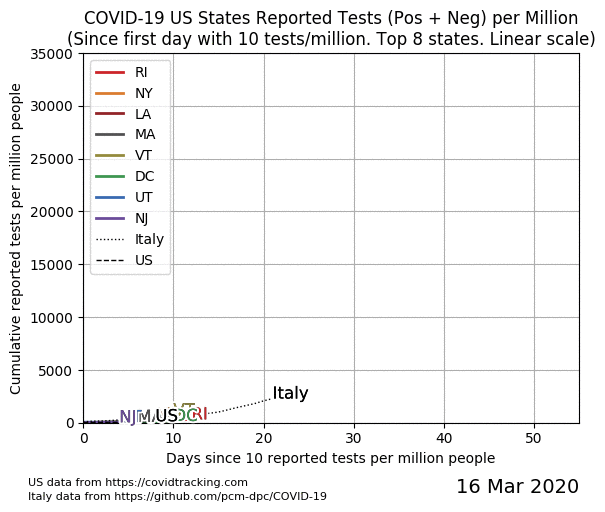 COVID-19 US States Reported Tests (Pos + Neg) per Million
(Since first day with 10 tests/million. Top 8 states. Linear scale)
Cumulative reported tests per million people
35000
30000
25000
20000
15000
10000
5000
0
RI
NY
LA
MA
VT
DC
UT
NJ
Italy
US
Italy
NJ
US
VT
DC
RI
0 10 20 30 40 50
Days since 10 reported tests per million people
US data from https://covidtracking.com
Italy data from https://github.com/pcm-dpc/COVID-19
16 Mar 2020